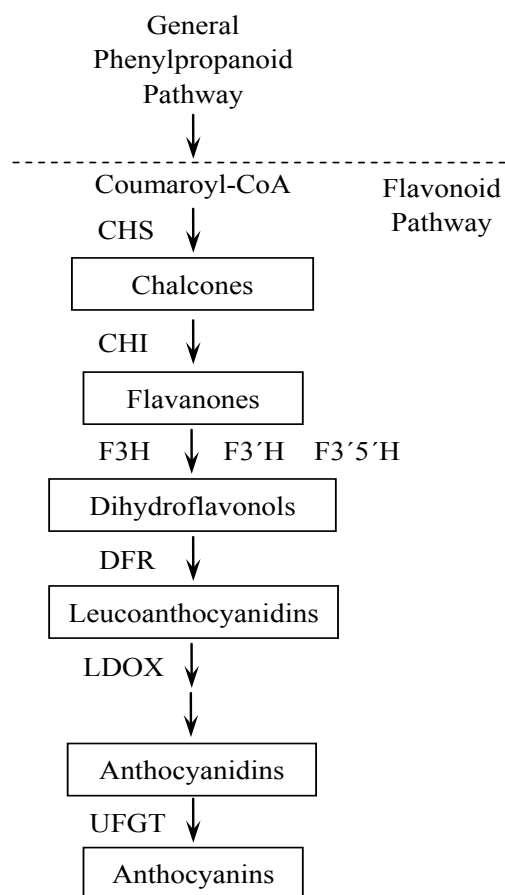 General
Phenylpropanoid
Pathway
Coumaroyl-CoA
Flavonoid
Pathway
CHS
Chalcones
CHI
Flavanones
F3H F3´H F3´5´H
Dihydroflavonols
DFR
Leucoanthocyanidins
LDOX
Anthocyanidins
UFGT
Anthocyanins